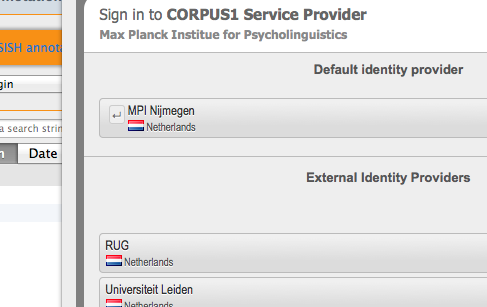 SISH annota
gin
a search strin
n
Date
Sign in to CORPUS1 Service Provider
Max Planck Institue for Psycholinguistics
Default identity provider
MPI Nijmegen
Netherlands
External Identity Providers
RUG
Netherlands
Universiteit Leiden
Netherlands